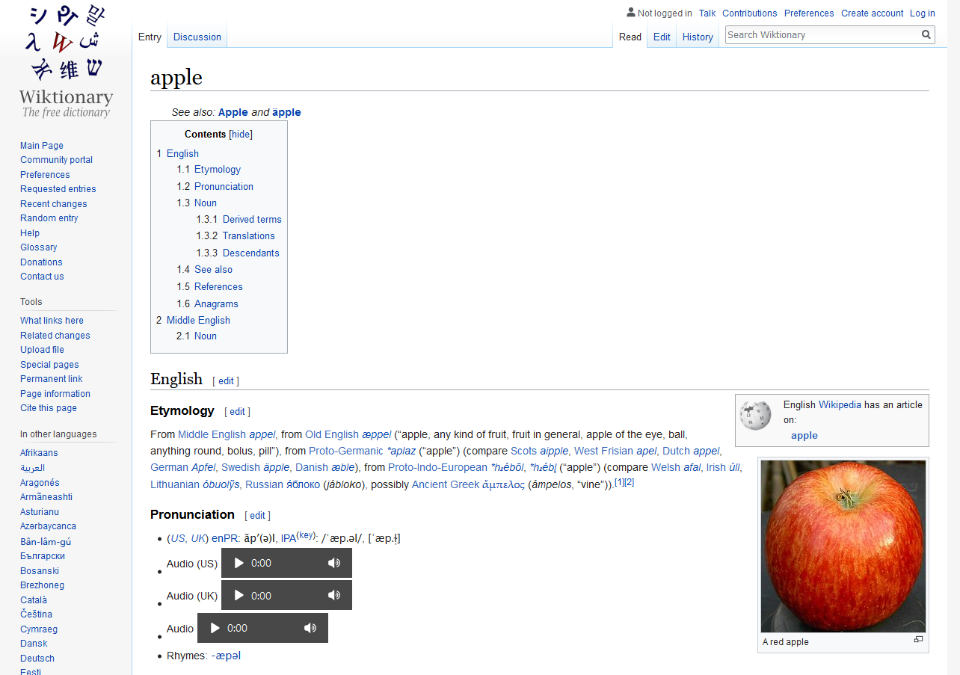 Not logged in Talk Contributions Preferences Create account Log in
Entry Discussion Read Edit History Search Wiktionary
シ 말
λ W ش
维 ש
Wiktionary
The free dictionary
Main Page
Community portal
Preferences
Requested entries
Recent changes
Random entry
Help
Glossary
Donations
Contact us
Tools
What links here
Related changes
Upload file
Special pages
Permanent link
Page information
Cite this page
In other languages
Afrikaans
العربية
Aragonés
Armãneashti
Asturianu
Azərbaycanca
Bân-lâm-gú
Български
Bosanski
Brezhoneg
Català
Čeština
Cymraeg
Dansk
Deutsch
Eesti
apple
See also: Apple and äpple
Contents [hide]
1 English
1.1 Etymology
1.2 Pronunciation
1.3 Noun
1.3.1 Derived terms
1.3.2 Translations
1.3.3 Descendants
1.4 See also
1.5 References
1.6 Anagrams
2 Middle English
2.1 Noun
English [ edit ]
English Wikipedia has an article
on:
apple
Etymology [ edit ]
From Middle English appel, from Old English æppel (“apple, any kind of fruit, fruit in general, apple of the eye, ball,
anything round, bolus, pill”), from Proto-Germanic *aplaz (“apple”) (compare Scots aipple, West Frisian apel, Dutch appel,
German Apfel, Swedish äpple, Danish æble), from Proto-Indo-European *h₂ébōl, *h₂ébl̥ (“apple”) (compare Welsh afal, Irish úll,
Lithuanian óbuolỹs, Russian я́блоко (jábloko), possibly Ancient Greek ἄμπελος (ámpelos, “vine”)).[1][2]
A red apple
Pronunciation [ edit ]
(US, UK) enPR: ăp′(ə)l, IPA(key): /ˈæp.əl/, [ˈæp.ɫ̩]
Audio (US) 0:00
Audio (UK) 0:00
Audio 0:00
Rhymes: -æpəl